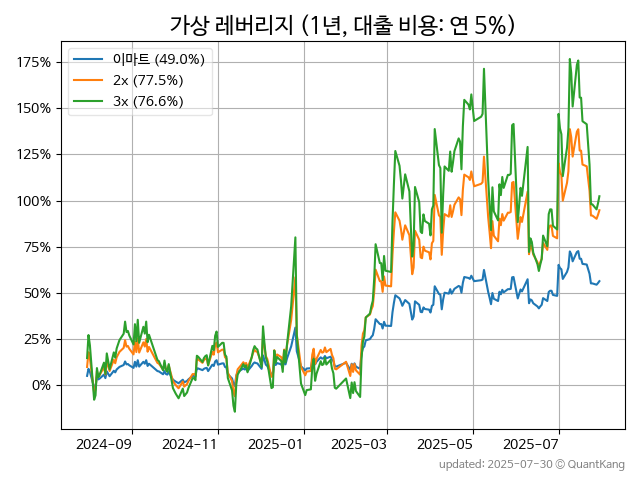 가상 레버리지 (1년, 대출 비용: 연 5%)
이마트 (49.0%)
2x (77.5%)
3x (76.6%)
175%
150%
125%
100%
75%
50%
25%
0%
2024-09 2024-11 2025-01 2025-03 2025-05 2025-07
updated: 2025-07-30 © QuantKang